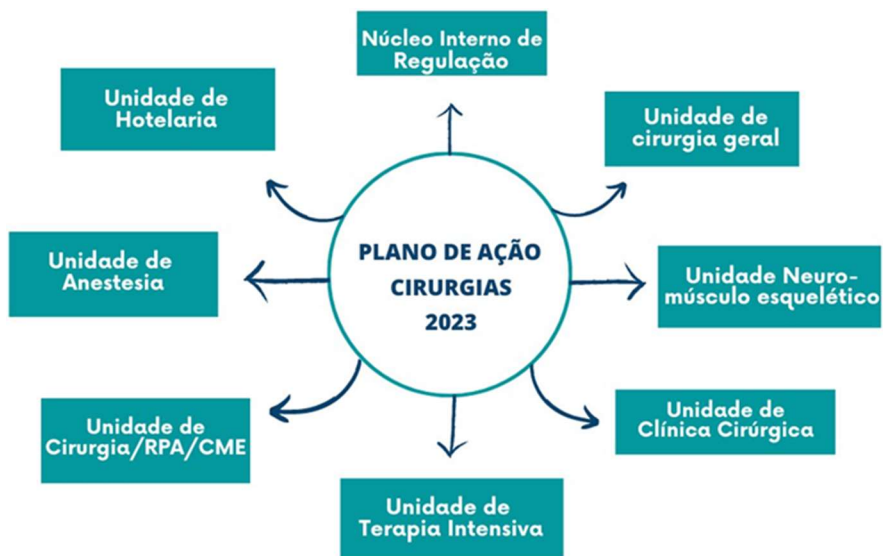 Núcleo Interno de
Regulação
Unidade de
Hotelaria
Unidade de
cirurgia geral
PLANO DE AÇÃO
CIRURGIAS
2023
Unidade de
Anestesia
Unidade Neuro-
músculo esquelético
Unidade de
Cirurgia/RPA/CME
Unidade de
Clínica Cirúrgica
Unidade de
Terapia Intensiva